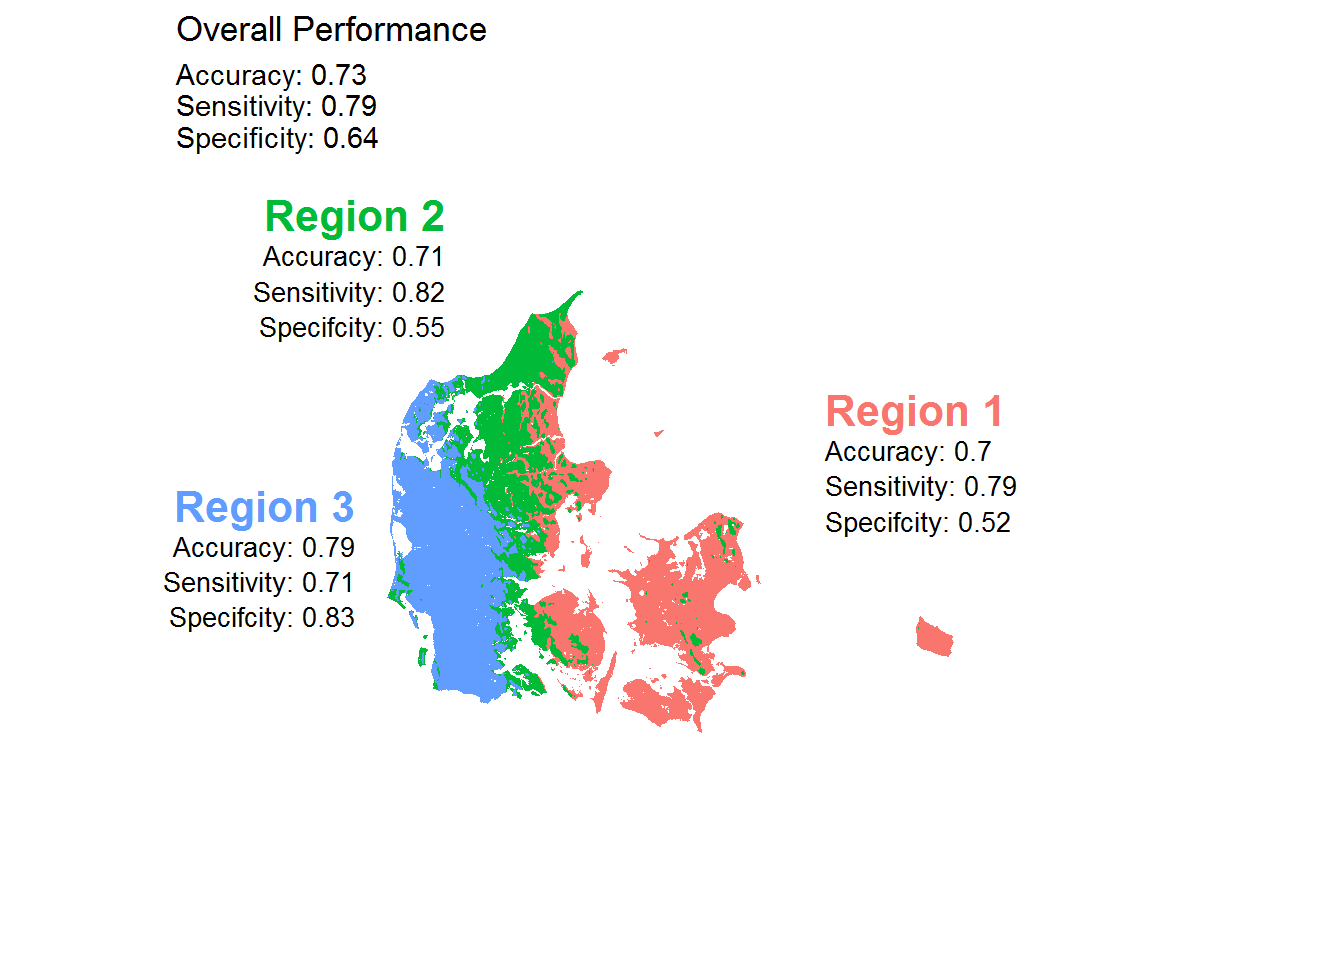 Overall Performance
Accuracy: 0.73
Sensitivity: 0.79
Specificity: 0.64
Region 2
Accuracy: 0.71
Sensitivity: 0.82
Specifcity: 0.55
Region 1
Accuracy: 0.7
Sensitivity: 0.79
Specifcity: 0.52
Region 3
Accuracy: 0.79
Sensitivity: 0.71
Specifcity: 0.83